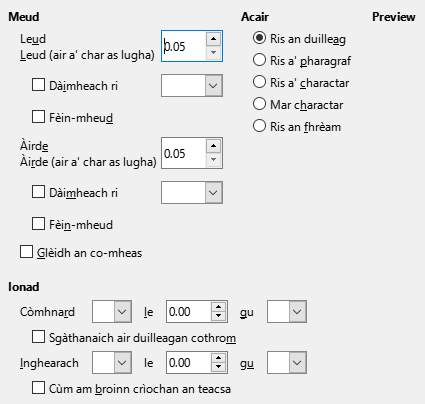 Meud
Acair
Preview
Leud
Leud (air a' char as lugha)
0.05
Dàimheach ri
Fèin-mheud
Àirde
Àirde (air a' char as lugha)
0.05
Dàimheach ri
Fèin-mheud
Glèidh an co-mheas
Ris an duilleag
Ris a' pharagraf
Ris a' charactar
Mar charactar
Ris an fhrèam
Ionad
Còmhnard le 0.00 gu
Sgàthanaich air duilleagan cothrom
Inghearach le 0.00 gu
Cùm am broinn crìochan an teacsa